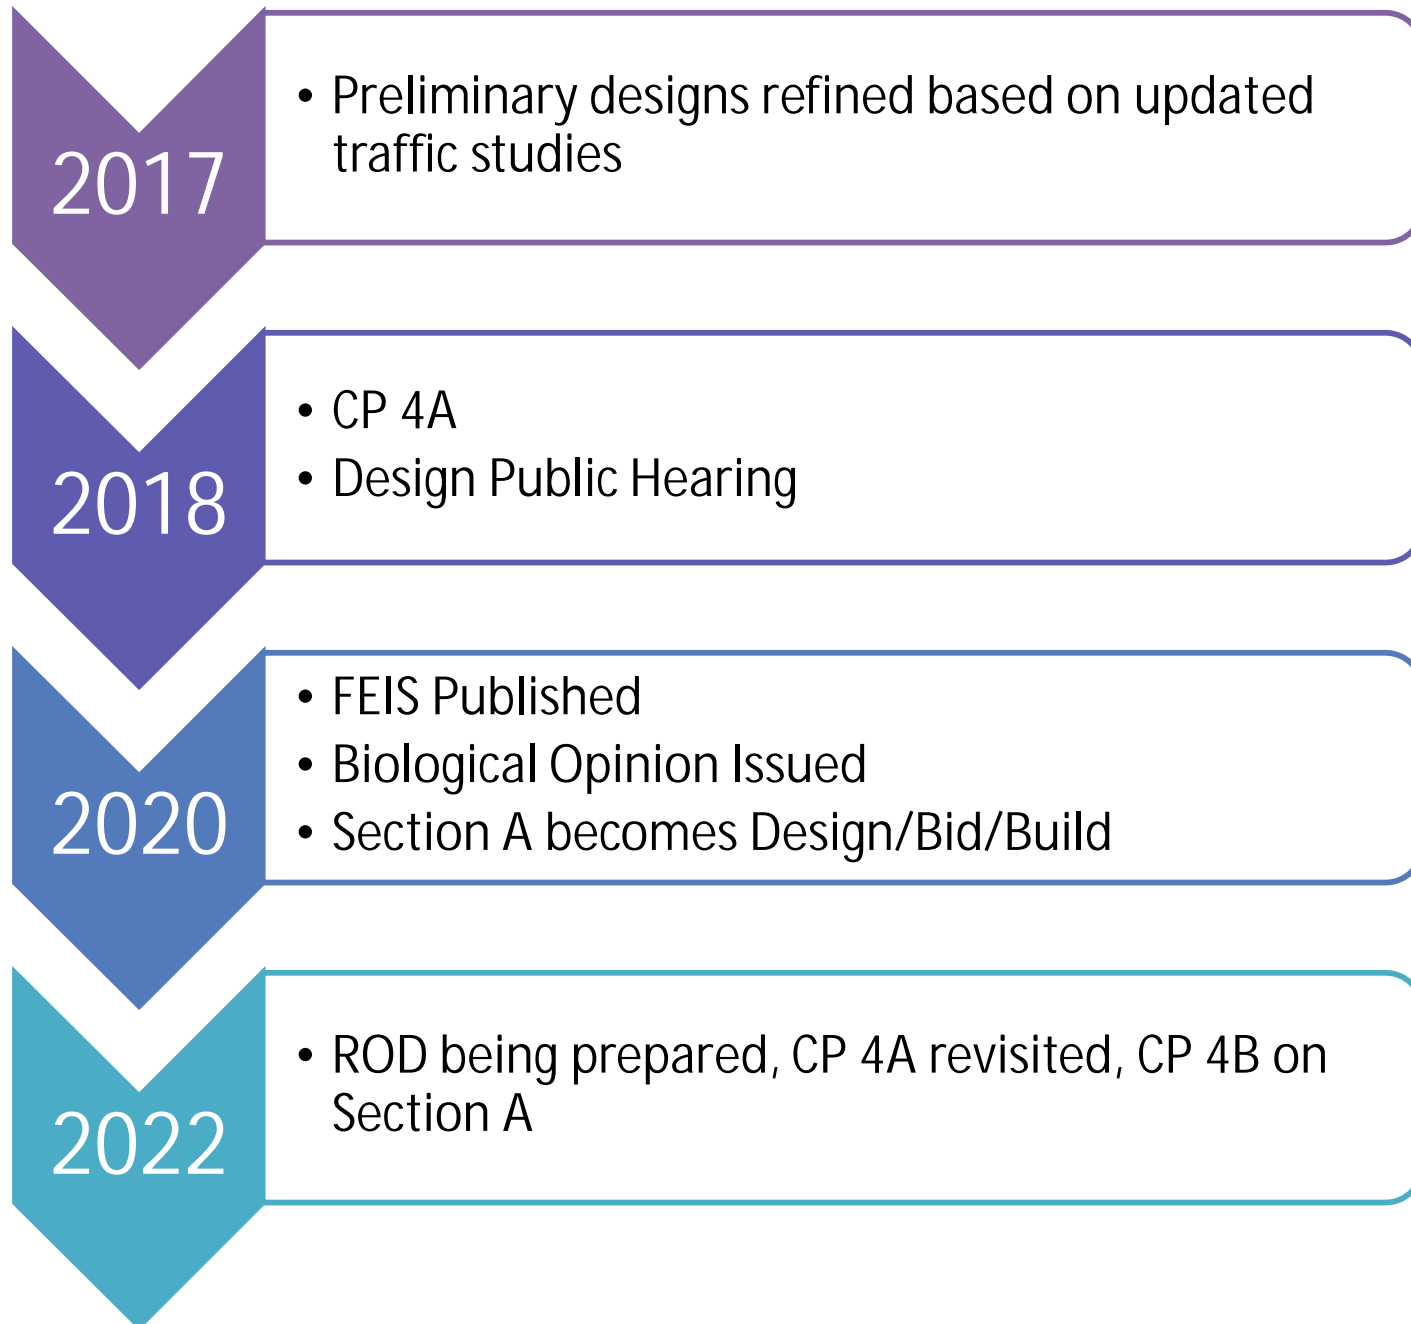 2017
• Preliminary designs refined based on updated
traffic studies
2018
• CP 4A
• Design Public Hearing
2020
• FEIS Published
• Biological Opinion Issued
• Section A becomes Design/Bid/Build
2022
• ROD being prepared, CP 4A revisited, CP 4B on
Section A